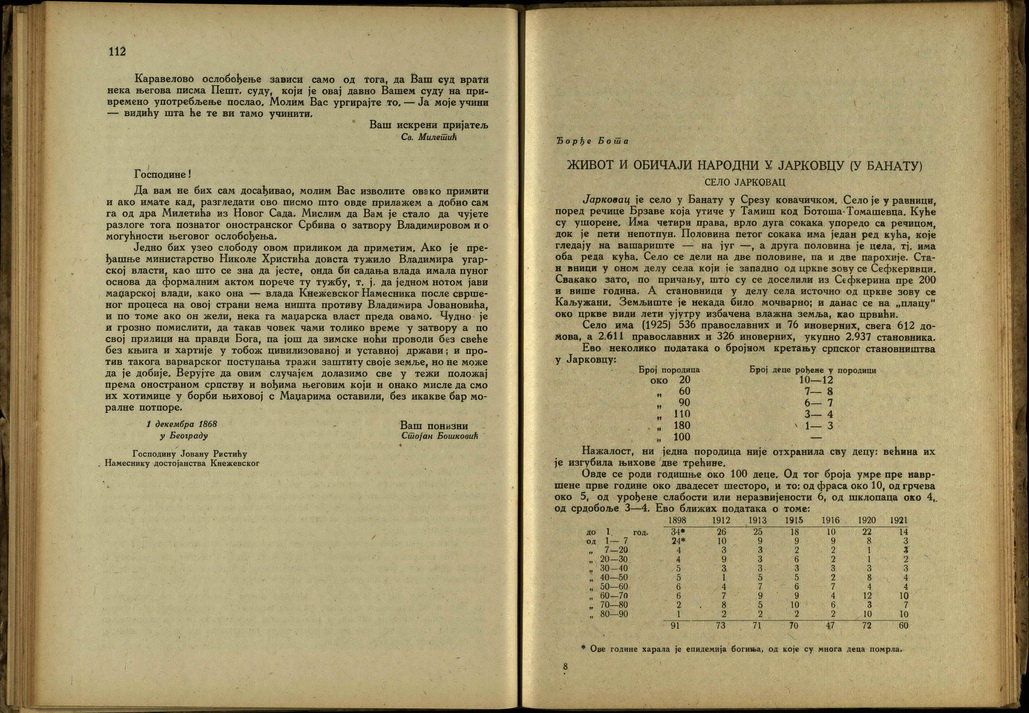 112
Каравелово ослобођење зависи само од тога, да Ваш суд врати
нека његова писма Пешт. суду, који је овај давно Вашем суду на при-
времено употребљење послао. Молим Вас ургирајте то. — Ја моје учини
— видићу шта ће те ви тамо учинити.
Ваш искрени пријатељ
Св. Милетић
Господине!
Да вам не бих сам досађивао, молим Вас изволите овако примити
и ако имате кад, разгледати ово писмо што овде прилажем а добио сам
га од дра Милетића из Новог Сада. Мислим да Вам је стало да чујете
разлоге тога познатог оностранског Србина о затвору Владимировом и о
могућности његовог ослобођења.
Једно бих узео слободу овом приликом да приметим. Ако је пре-
ђашње министарство Николе Христића доиста тужило Владимира угар-
ској власти, као што се зна да јесте, онда би садања влада имала пуног
основа да формалним актом порече ту тужбу, т. ј. да једном нотом јави
мађарској влади, како она — влада Кнежевског Намесника после сврше-
ног процеса на овој страни нема ништа противу Владимира Јовановића,
и по томе ако он жели, нека га маџарска власт преда овамо. Чудно је
и грозно помислити, да такав човек чами толико време у затвору а по
свој прилици на правди Бога, па још да зимске ноћи проводи без свеће
без књига и хартије у тобож цивилизованој и уставној држави; и про-
тив таквога варварског поступања тражи заштиту своје земље, но не може
да је добије. Верујте да овим случајем долазимо све у тежи положај
према оностраном српству и вођима његовим који и онако мисле да смо
их хотимице у борби њиховој с Маџарима оставили, без икакве бар мо-
ралне потпоре.
1 декембра 1868
у Београду
Ваш понизни
Стојан Бошковић
Господину Јовану Ристићу
Намеснику достојанства Кнежевског
Ђорђе Бота
ЖИВОТ И ОБИЧАЈИ НАРОДНИ У ЈАРКОВЦУ (У БАНАТУ)
СЕЛО ЈАРКОВАЦ
Јарковац је село у Банату у Срезу ковачичком. Село је у равници,
поред речице Брзаве која утиче у Тамиш код Ботоша-Томашевца. Куће
су ушорене. Има четири права, врло дуга сокака упоредо са речицом,
док је пети непотпун. Половина петог сокака има један ред кућа, које
гледају на вашариште — на југ —, а друга половина је цела, тј. има
оба реда кућа. Село се дели на две половине, па и две парохије. Ста-
н вници у оном делу села који је западно од цркве зову се Сефкеривци.
Свакако зато, по причању, што су се доселили из Сефкерина пре 200
и више година. А становници у делу села источно од цркве зову се
Каљужани. Земљиште је некада било мочварно; и данас се на „плацу“
око цркве види лети ујутру избачена влажна земља, као црвићи.
Село има (1925) 536 православних и 76 иноверних, свега 612 до-
мова, а 2.611 православних и 326 иноверних, укупно 2.937 становника.
Ево неколико података о бројном кретању српског становништва
у Јарковцу:
Број породица Број деце рођене у породици
око 20 10—12
„ 60 7— 8
„ 90 6— 7
„ 110 3— 4
„ 180 1— 3
„ 100 —
Нажалост, ни једна породица није отхранила сву децу: већина их
је изгубила њихове две трећине.
Овде се роди годишње око 100 деце. Од тог броја умре пре навр-
шене прве године око двадесет шесторо, и то: од фраса око 10, од грчева
око 5, од урођене слабости или неразвијености 6, од шклопаца око 4,
од срдобоље 3—4. Ево ближих података о томе:
1898 1912 1913 1915 1916 1920 1921
до 1 год. 34* 26 25 18 10 22 14
од 1— 7 24* 10 9 9 9 8 3
„ 7—20 4 3 3 2 2 1 3
„ 20—30 4 9 3 6 2 1 2
„ 30—40 5 3 3 3 3 3 3
„ 40—50 5 1 5 5 2 8 4
„ 50—60 6 4 7 6 7 4 4
„ 60—70 6 7 9 9 4 12 10
„ 70—80 2 8 5 10 6 3 7
„ 80—90 1 2 2 2 2 10 10
91 73 71 70 47 72 60
* Ове године харала је епидемија богиња, од које су многа деца помрла.
8